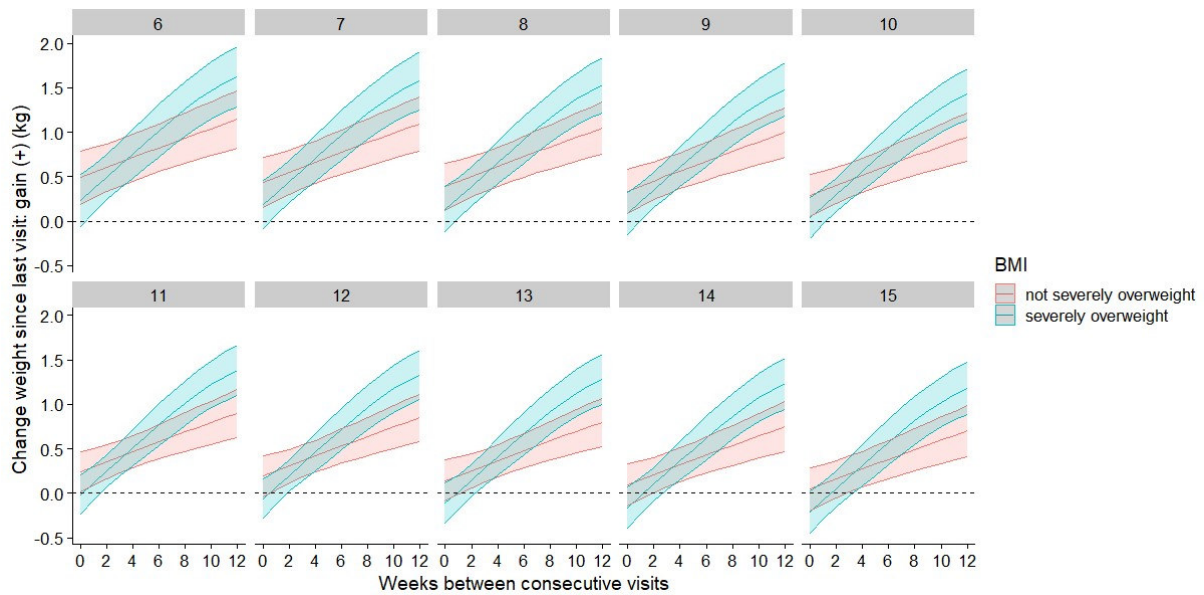 6 7 8 9 10
2.0
1.5
1.0
0.5
0.0
-0.5
11 12 13 14 15
2.0
1.5
1.0
0.5
0.0
-0.5
0 2 4 6 8 10 12 0 2 4 6 8 10 12 0 2 4 6 8 10 12 0 2 4 6 8 10 12 0 2 4 6 8 10 12
Weeks between consecutive visits
Change weight since last visit: gain (+) (kg)
BMI
not severely overweight
severely overweight